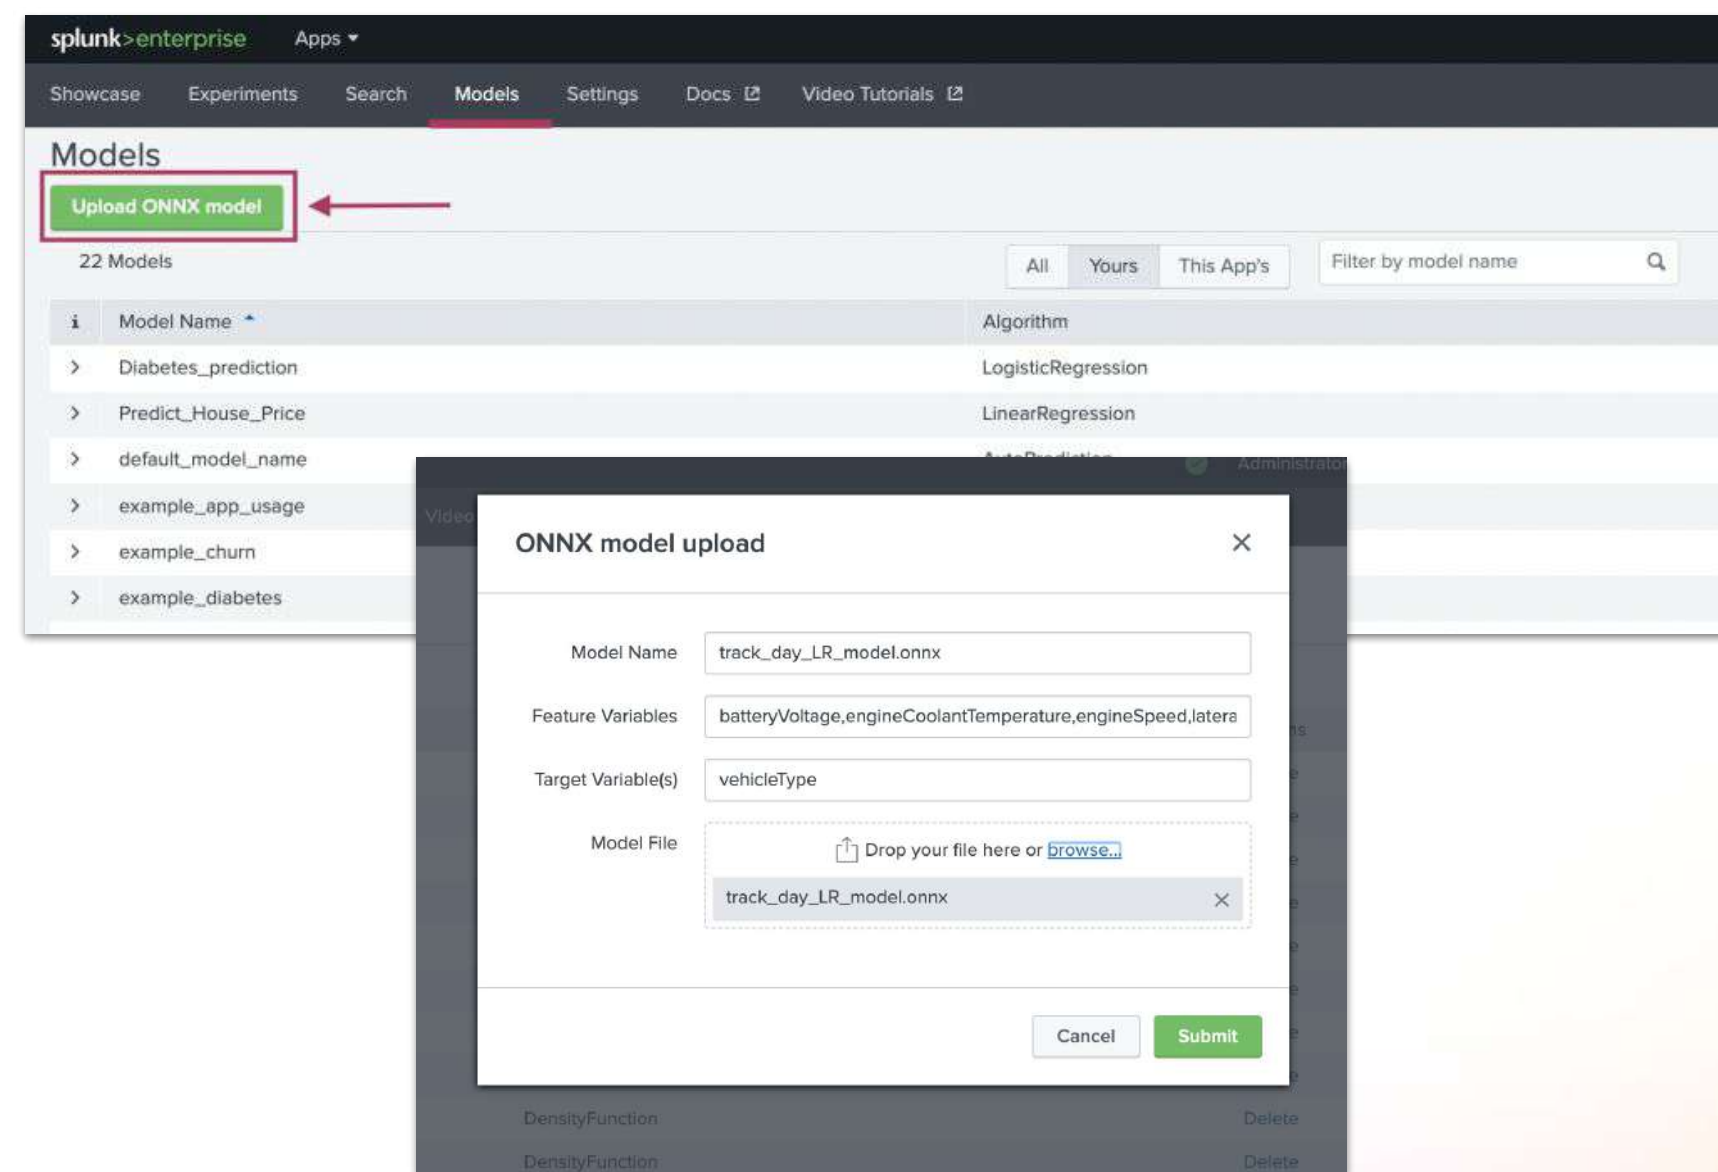 splunk>enterprise Apps
Showcase Experiments Search Models Settings Docs Video Tutorials
Models
Upload ONNX model
22 Models All Yours This App's Filter by model name
i Model Name Algorithm
Diabetes_prediction LogisticRegression
Predict_House_Price LinearRegression
default_model_name AutoPrediction
Administrator
example_app_usage
Video
example_churn
example_diabetes
ONNX model upload
Model Name track_day_LR_model.onnx
Feature Variables batteryVoltage,engineCoolantTemperature,engineSpeed,latera
Target Variable(s) vehicleType
Model File Drop your file here or browse...
track_day_LR_model.onnx
Cancel Submit
DensityFunction Delete
DensityFunction Delete